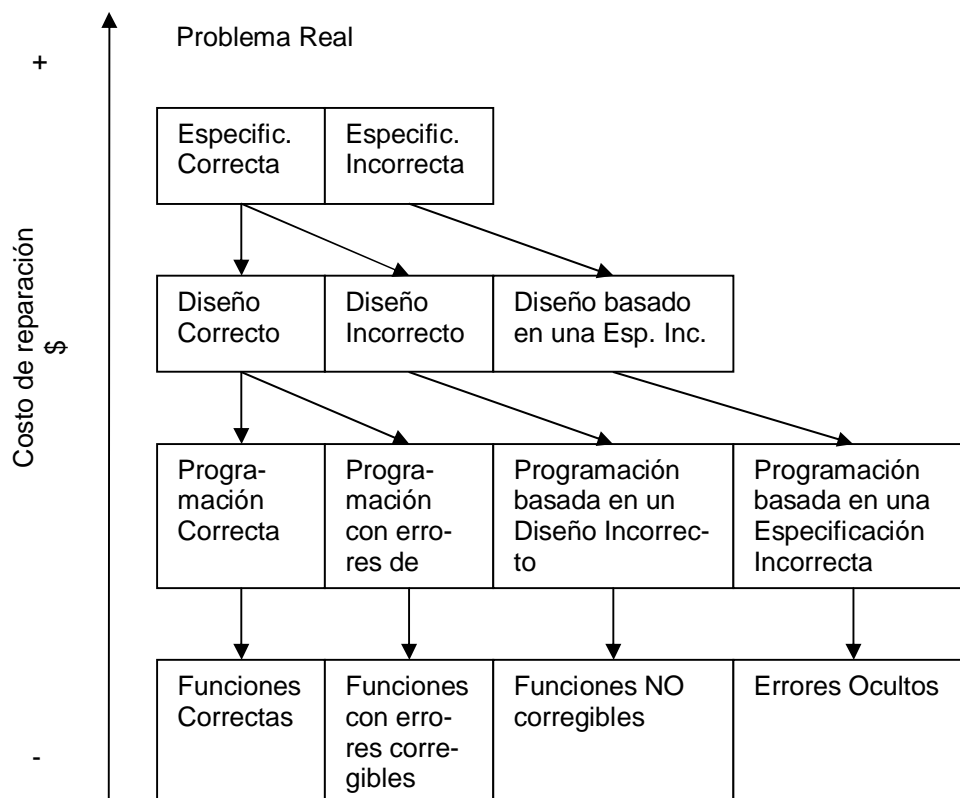 Problema Real
+
Costo de reparación
$
-
Especific.
Correcta
Especific.
Incorrecta
Diseño
Correcto
Diseño
Incorrecto
Diseño basado
en una Esp. Inc.
Progra-
mación
Correcta
Progra-
mación
con erro-
res de
Programación
basada en un
Diseño Incorrec-
to
Programación
basada en una
Especificación
Incorrecta
Funciones
Correctas
Funciones
con erro-
res corre-
gibles
Funciones NO
corregibles
Errores Ocultos